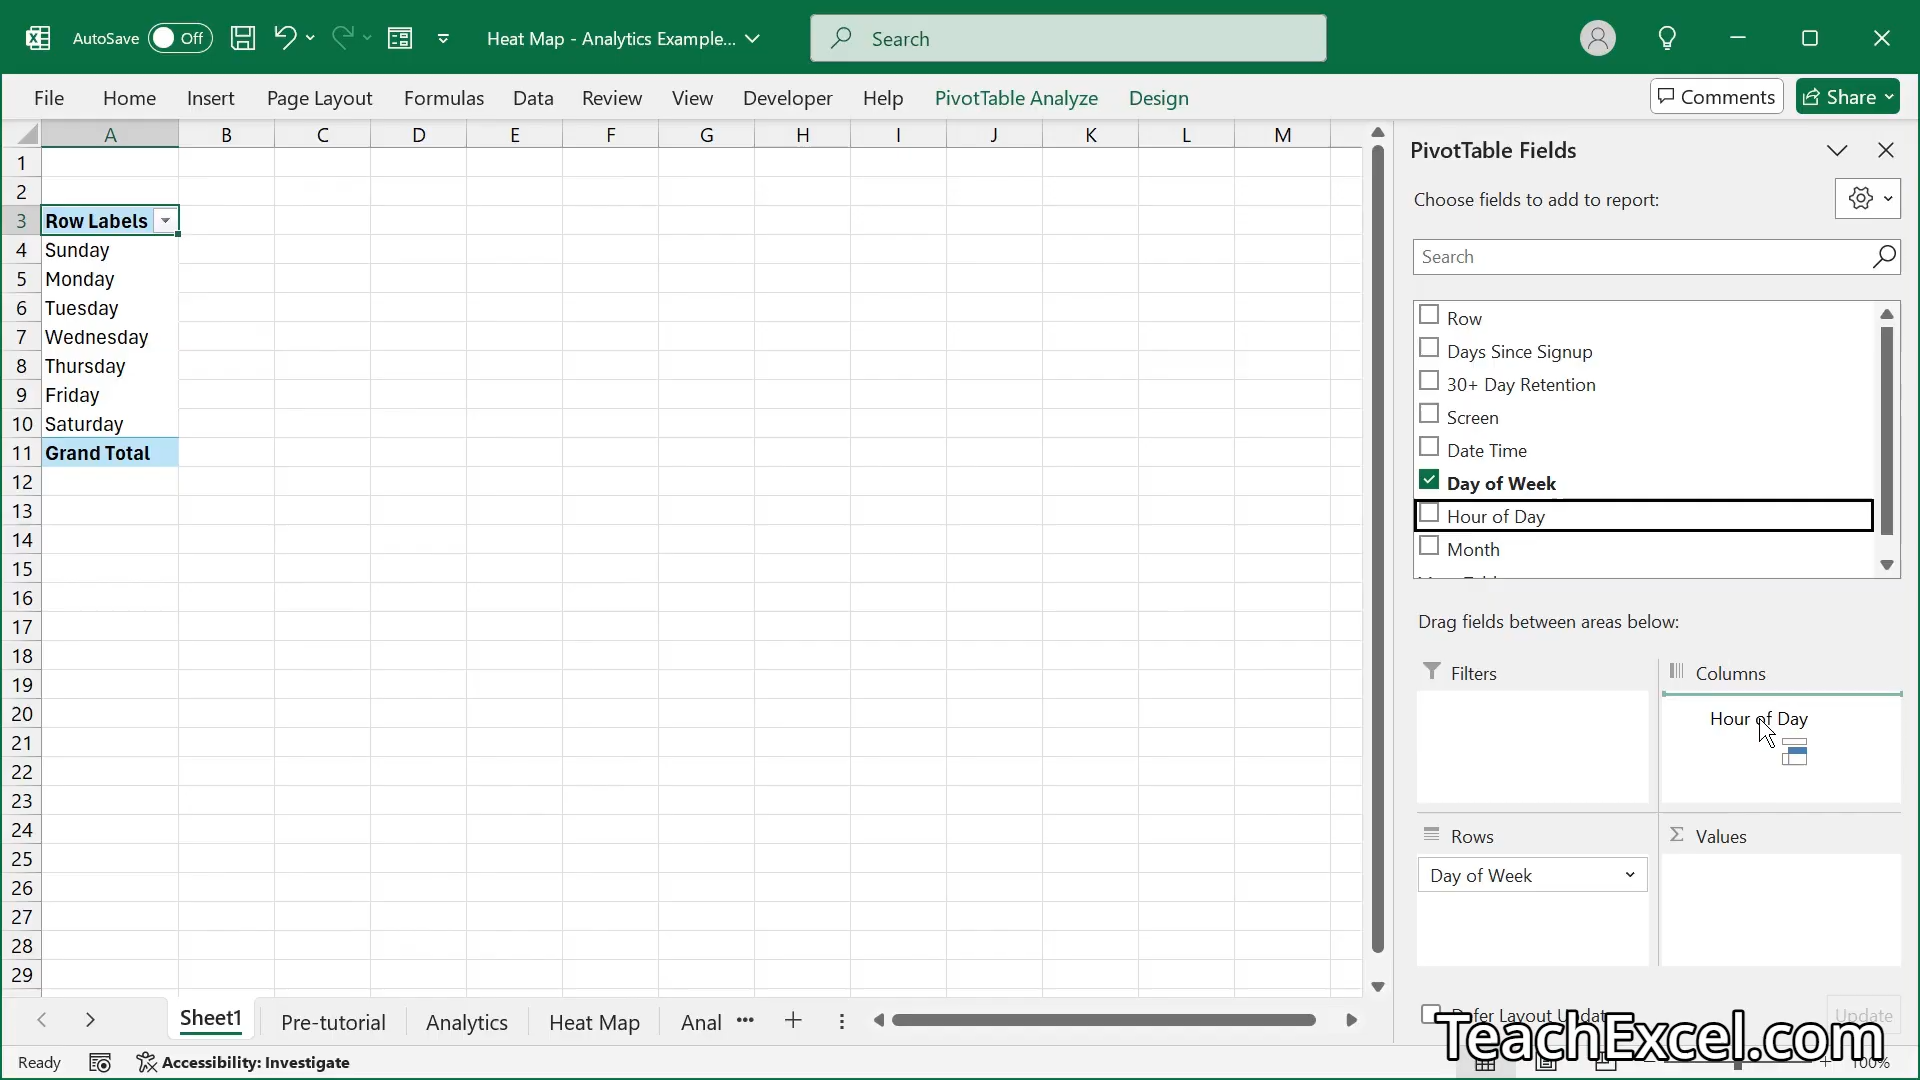 AutoSave Off Heat Map - Analytics Example... Search
File Home Insert Page Layout Formulas Data Review View Developer Help PivotTable Analyze Design Comments Share
A B C D E F G H I J K L M
1
2
3 Row Labels
4 Sunday
5 Monday
6 Tuesday
7 Wednesday
8 Thursday
9 Friday
10 Saturday
11 Grand Total
12
13
14
15
16
17
18
19
20
21
22
23
24
25
26
27
28
29
PivotTable Fields
Choose fields to add to report:
Search
Row
Days Since Signup
30+ Day Retention
Screen
Date Time
Day of Week
Hour of Day
Month
Drag fields between areas below:
Filters
Columns
Hour of Day
Rows
Values
Day of Week
Defer Layout Updat
Update
TeachExcel.com
Sheet1 Pre-tutorial Analytics Heat Map Anal ...
Ready Accessibility: Investigate 100%